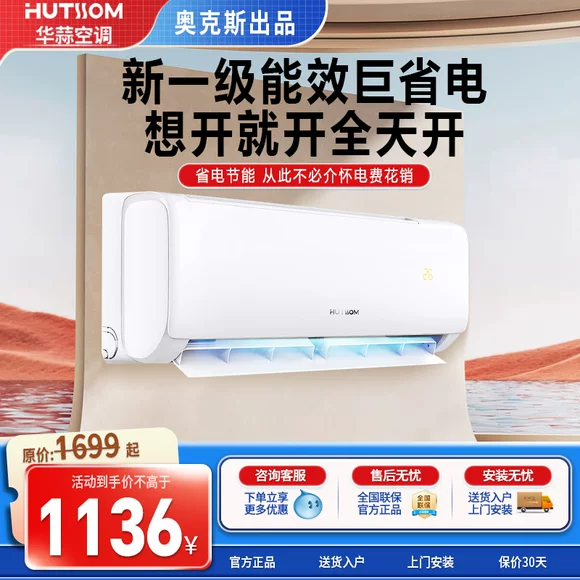 HUTSSOM
华蒜空调
奥克斯出品
新一级能效巨省电
想开就开全天开
省电节能 从此不必介怀电费花销
26
HUTSSOM
原价:1699起
活动到手价不高于
1136¥
咨询客服
下单立享
更多优惠
售后无忧
全国联保
官方正品
全国
联保
安装无忧
送货入户
上门安装
官方正品 送货入户 上门安装 保价30天